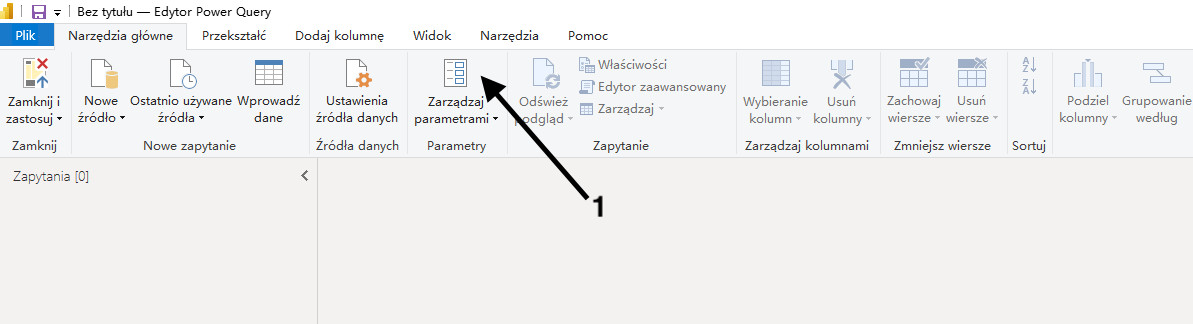 Bez tytułu — Edytor Power Query
Plik Narzędzia główne Przekształć Dodaj kolumnę Widok Narzędzia Pomoc
Zamknij i
zastosuj
Zamknij
Nowe
źródło
Ostatnio używane
źródła
Wprowadź
dane
Nowe zapytanie
Ustawienia
źródła danych
Źródła danych
Zarządzaj
parametrami
Parametry
Odśwież
podgląd
Właściwości
Edytor zaawansowany
Zarządzaj
Zapytanie
Wybieranie
kolumn
Usuń
kolumny
Zarządzaj kolumnami
Zachowaj
wiersze
Usuń
wiersze
Zmniejsz wiersze
A
Z
Z
A
Sortuj
Podziel
kolumny
Grupowanie
według
Zapytania [0]
1